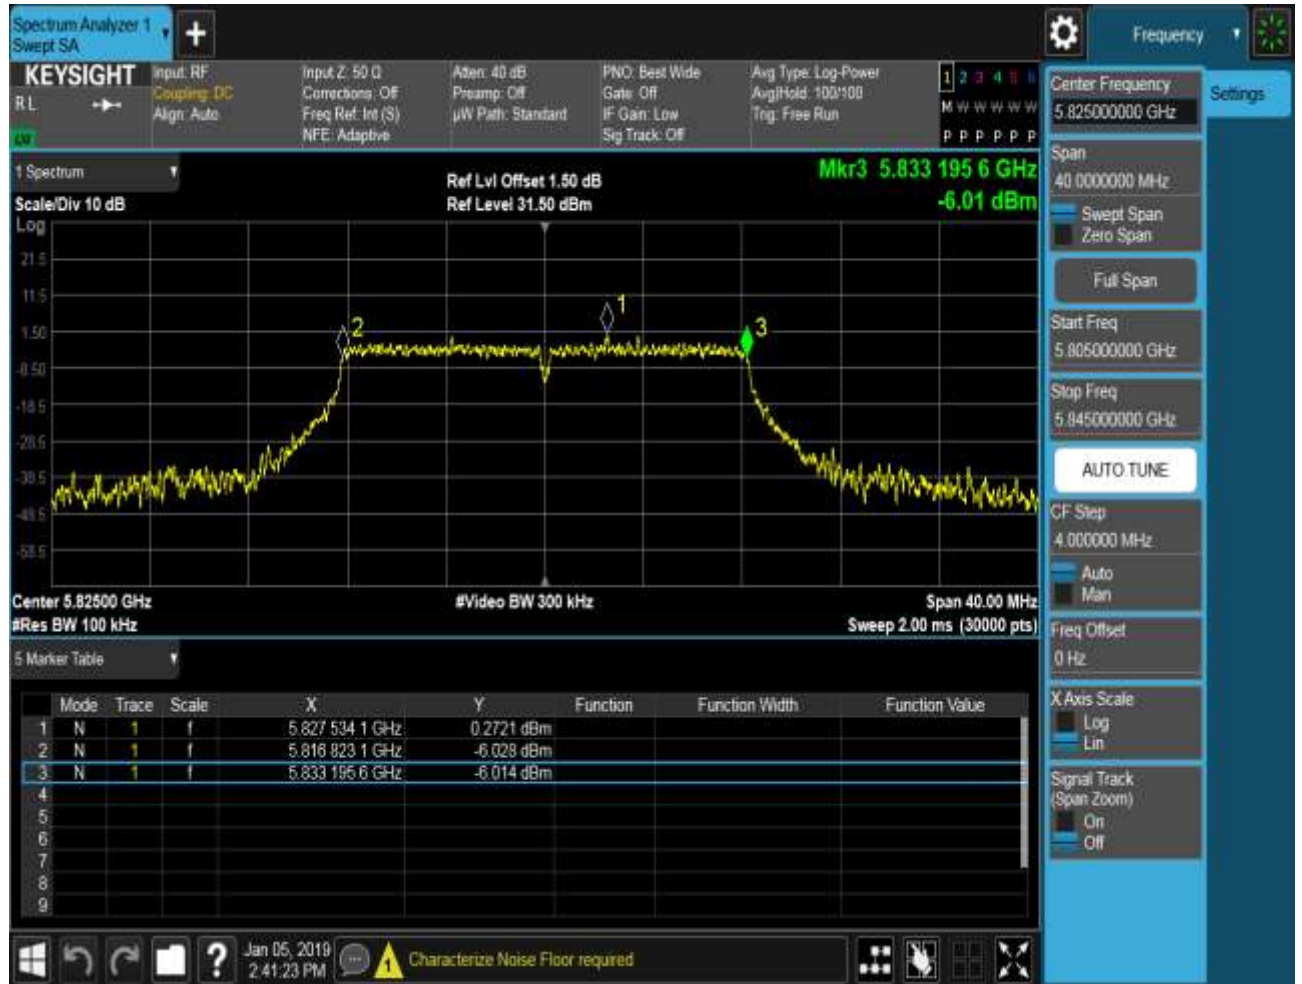 Spectrum Analyzer 1
Swept SA
Frequency
KEYSIGHT
RL
Input: RF
Coupling: DC
Align: Auto
Input Z: 50 Ω
Corrections: Off
Freq Ref: Int (S)
NFE: Adaptive
Atten: 40 dB
Preamp: Off
µW Path: Standard
PNO: Best Wide
Gate: Off
IF Gain: Low
Sig Track: Off
Avg Type: Log-Power
Avg|Hold: 100/100
Trig: Free Run
1 2 3 4 5 6
M W W W W W
P P P P P P
1 Spectrum
Scale/Div 10 dB
Ref Lvl Offset 1.50 dB
Ref Level 31.50 dBm
Mkr3 5.833 195 6 GHz
-6.01 dBm
Log
21.5
11.5
1.50
-8.50
-18.5
-28.5
-38.5
-48.5
-58.5
1
2
3
Center 5.82500 GHz
#Video BW 300 kHz
Span 40.00 MHz
#Res BW 100 kHz
Sweep 2.00 ms (30000 pts)
5 Marker Table
Mode Trace Scale X Y Function Function Width Function Value
1 N 1 f 5.827 534 1 GHz 0.2721 dBm
2 N 1 f 5.816 823 1 GHz -6.028 dBm
3 N 1 f 5.833 195 6 GHz -6.014 dBm
4
5
6
7
8
9
Jan 05, 2019
2:41:23 PM
Characterize Noise Floor required
Center Frequency
5.825000000 GHz
Settings
Span
40.0000000 MHz
Swept Span
Zero Span
Full Span
Start Freq
5.805000000 GHz
Stop Freq
5.845000000 GHz
AUTO TUNE
CF Step
4.000000 MHz
Auto
Man
Freq Offset
0 Hz
X Axis Scale
Log
Lin
Signal Track
(Span Zoom)
On
Off